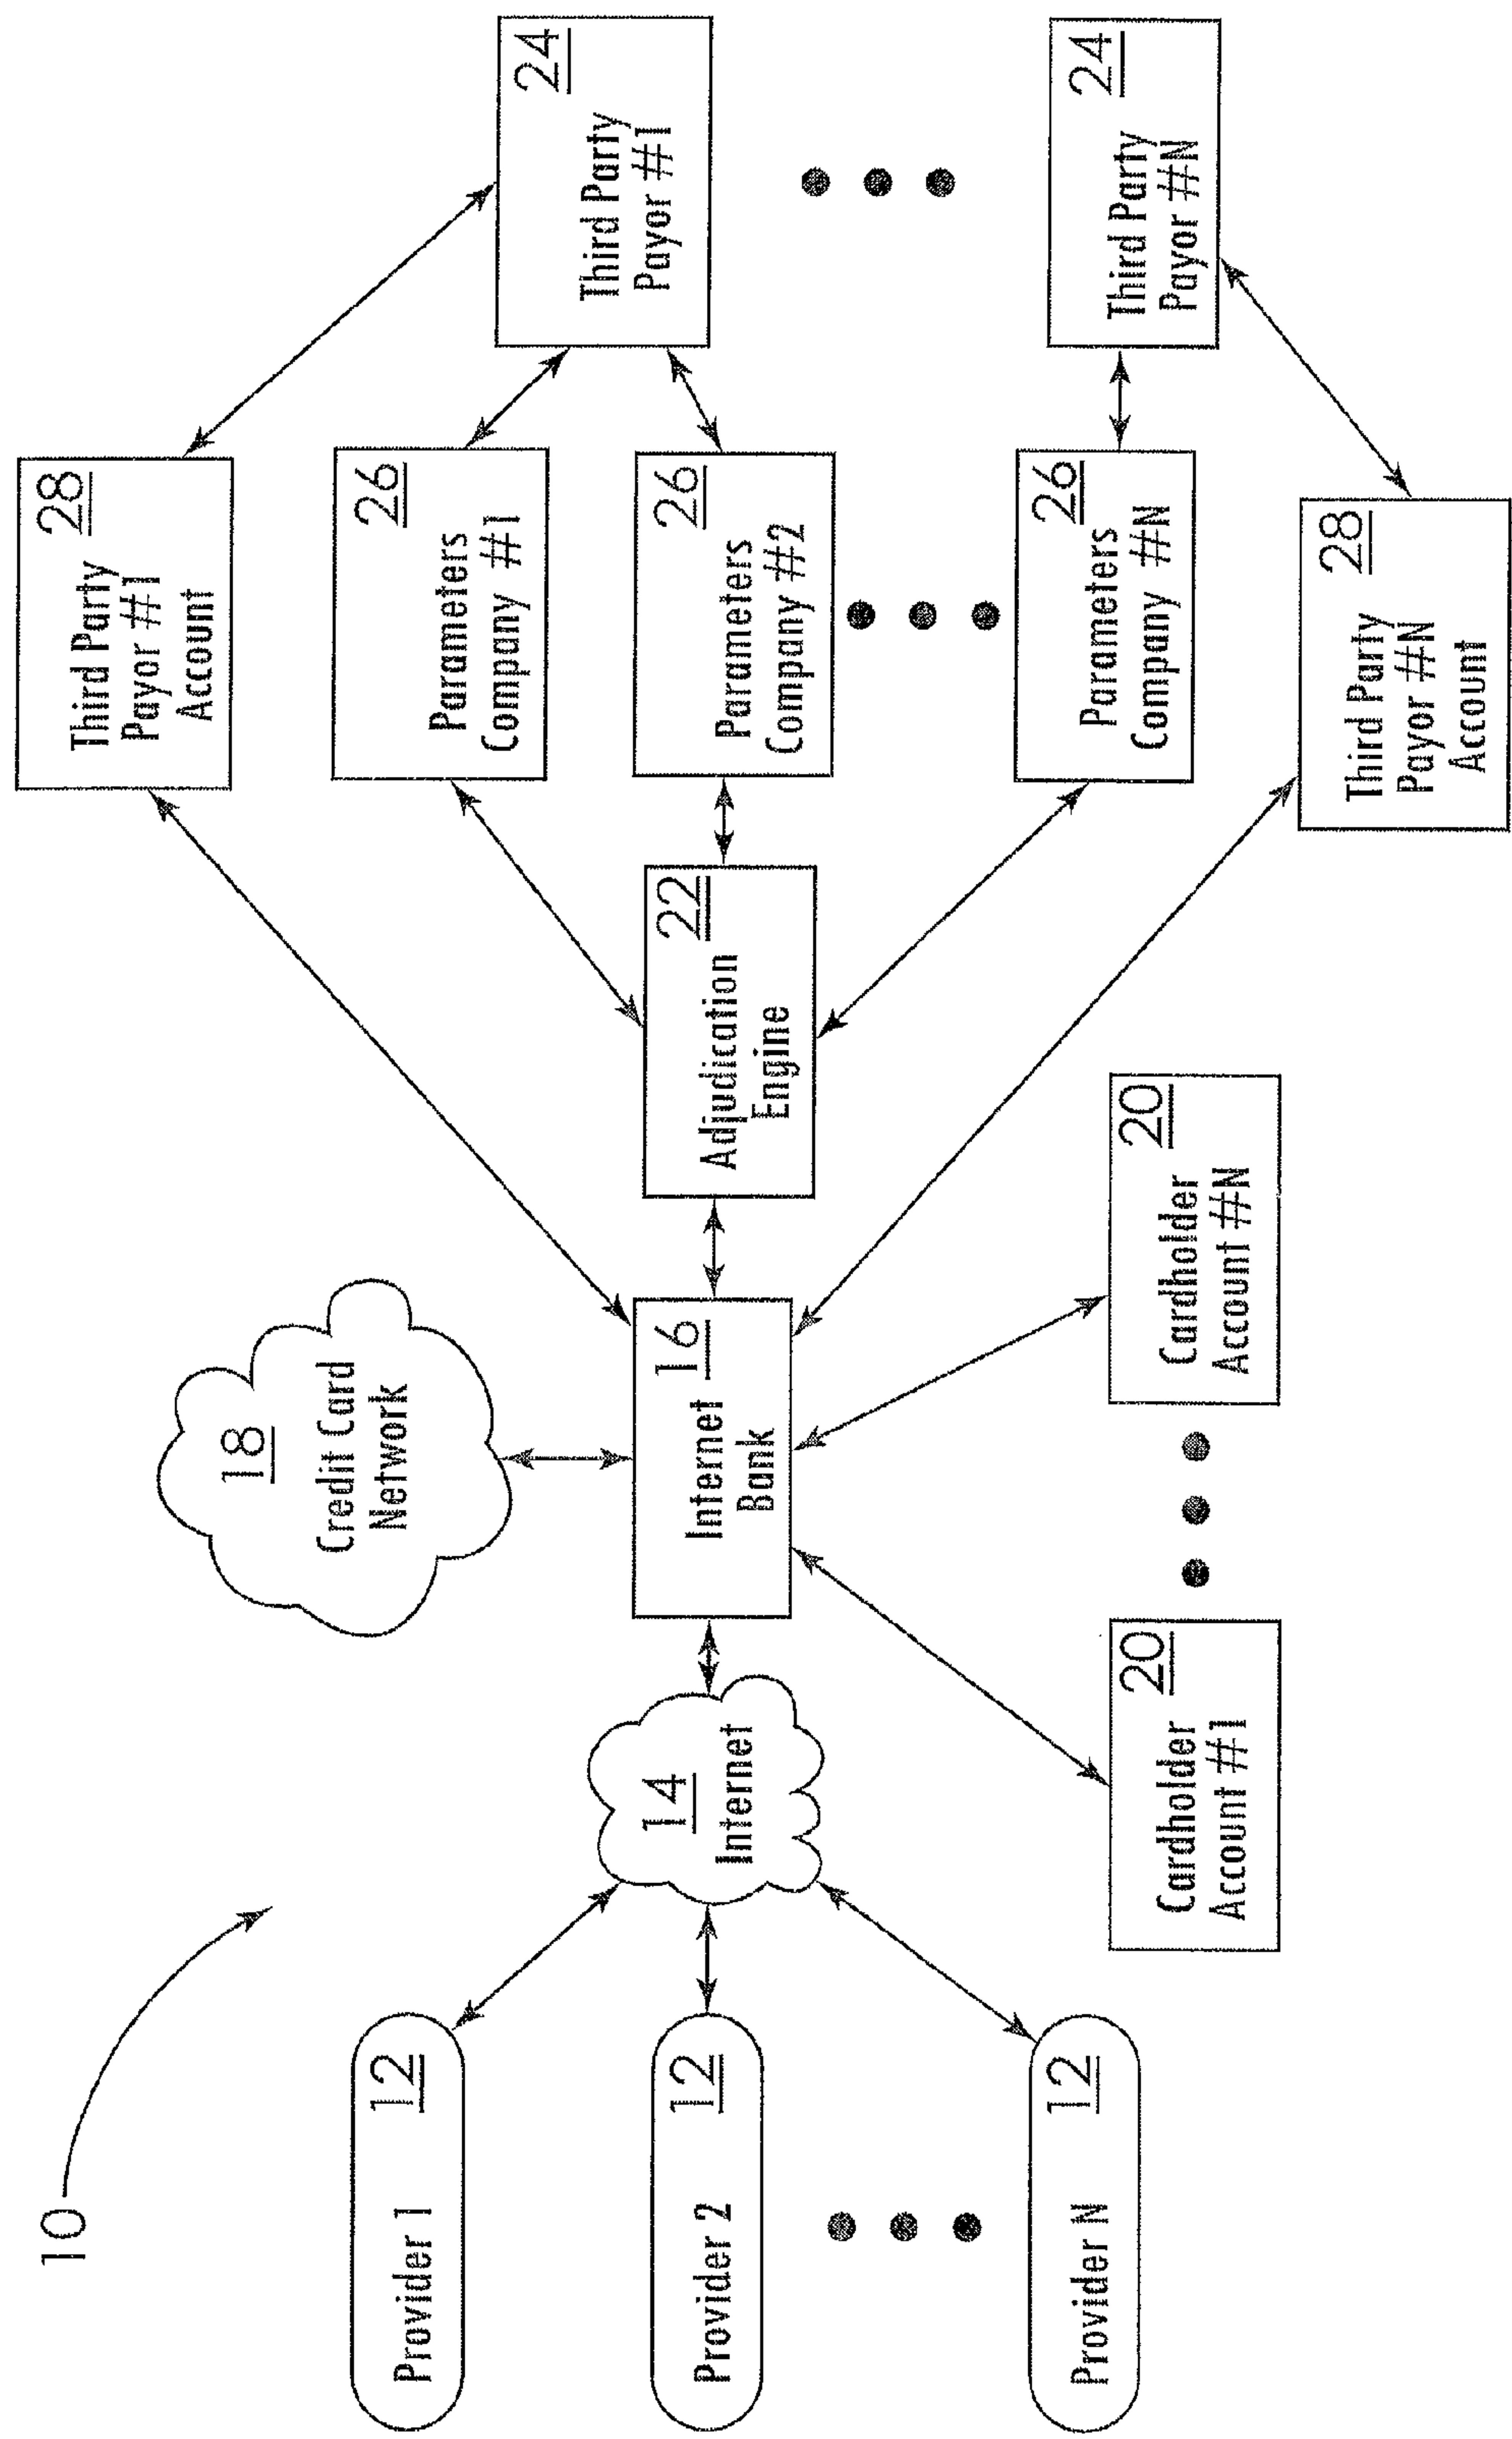 10
Provider 1
12
Provider 2
12
Provider N
12
14
Internet
18
Credit Card
Network
16
Internet
Bank
20
Cardholder
Account #1
20
Cardholder
Account #N
22
Adjudication
Engine
28
Third Party
Payor #1
Account
26
Parameters
Company #1
26
Parameters
Company #2
26
Parameters
Company #N
28
Third Party
Payor #N
Account
24
Third Party
Payor #1
24
Third Party
Payor #N